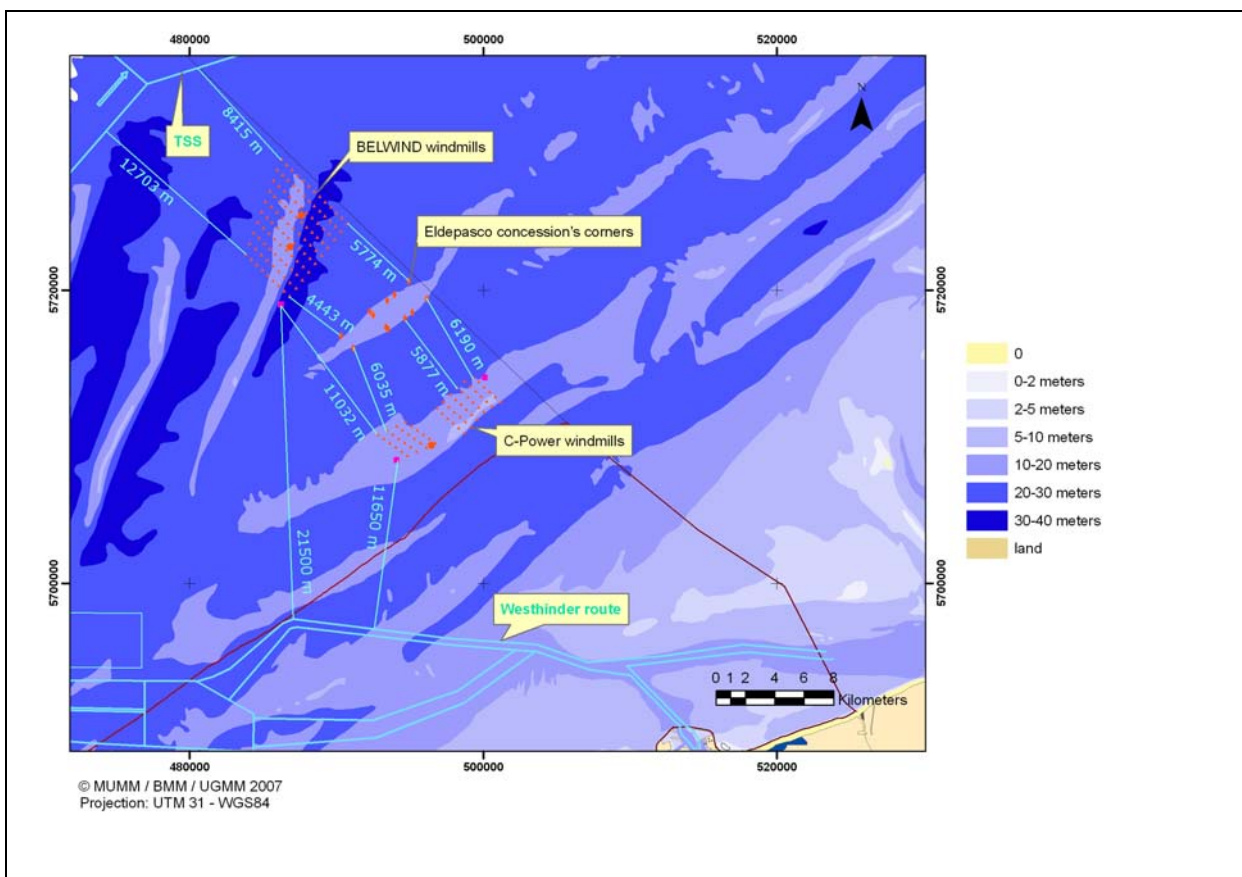 480000
500000
520000
N
TSS
8415 m
12703 m
BELWIND windmills
Eldepasco concession's corners
5774 m
4443 m
6190 m
5877 m
6035 m
11032 m
C-Power windmills
11650 m
21500 m
Westhinder route
5720000
5720000
5700000
5700000
0 1 2 4 6 8
Kilometers
480000
500000
520000
0
0-2 meters
2-5 meters
5-10 meters
10-20 meters
20-30 meters
30-40 meters
land
© MUMM / BMM / UGMM 2007
Projection: UTM 31 - WGS84